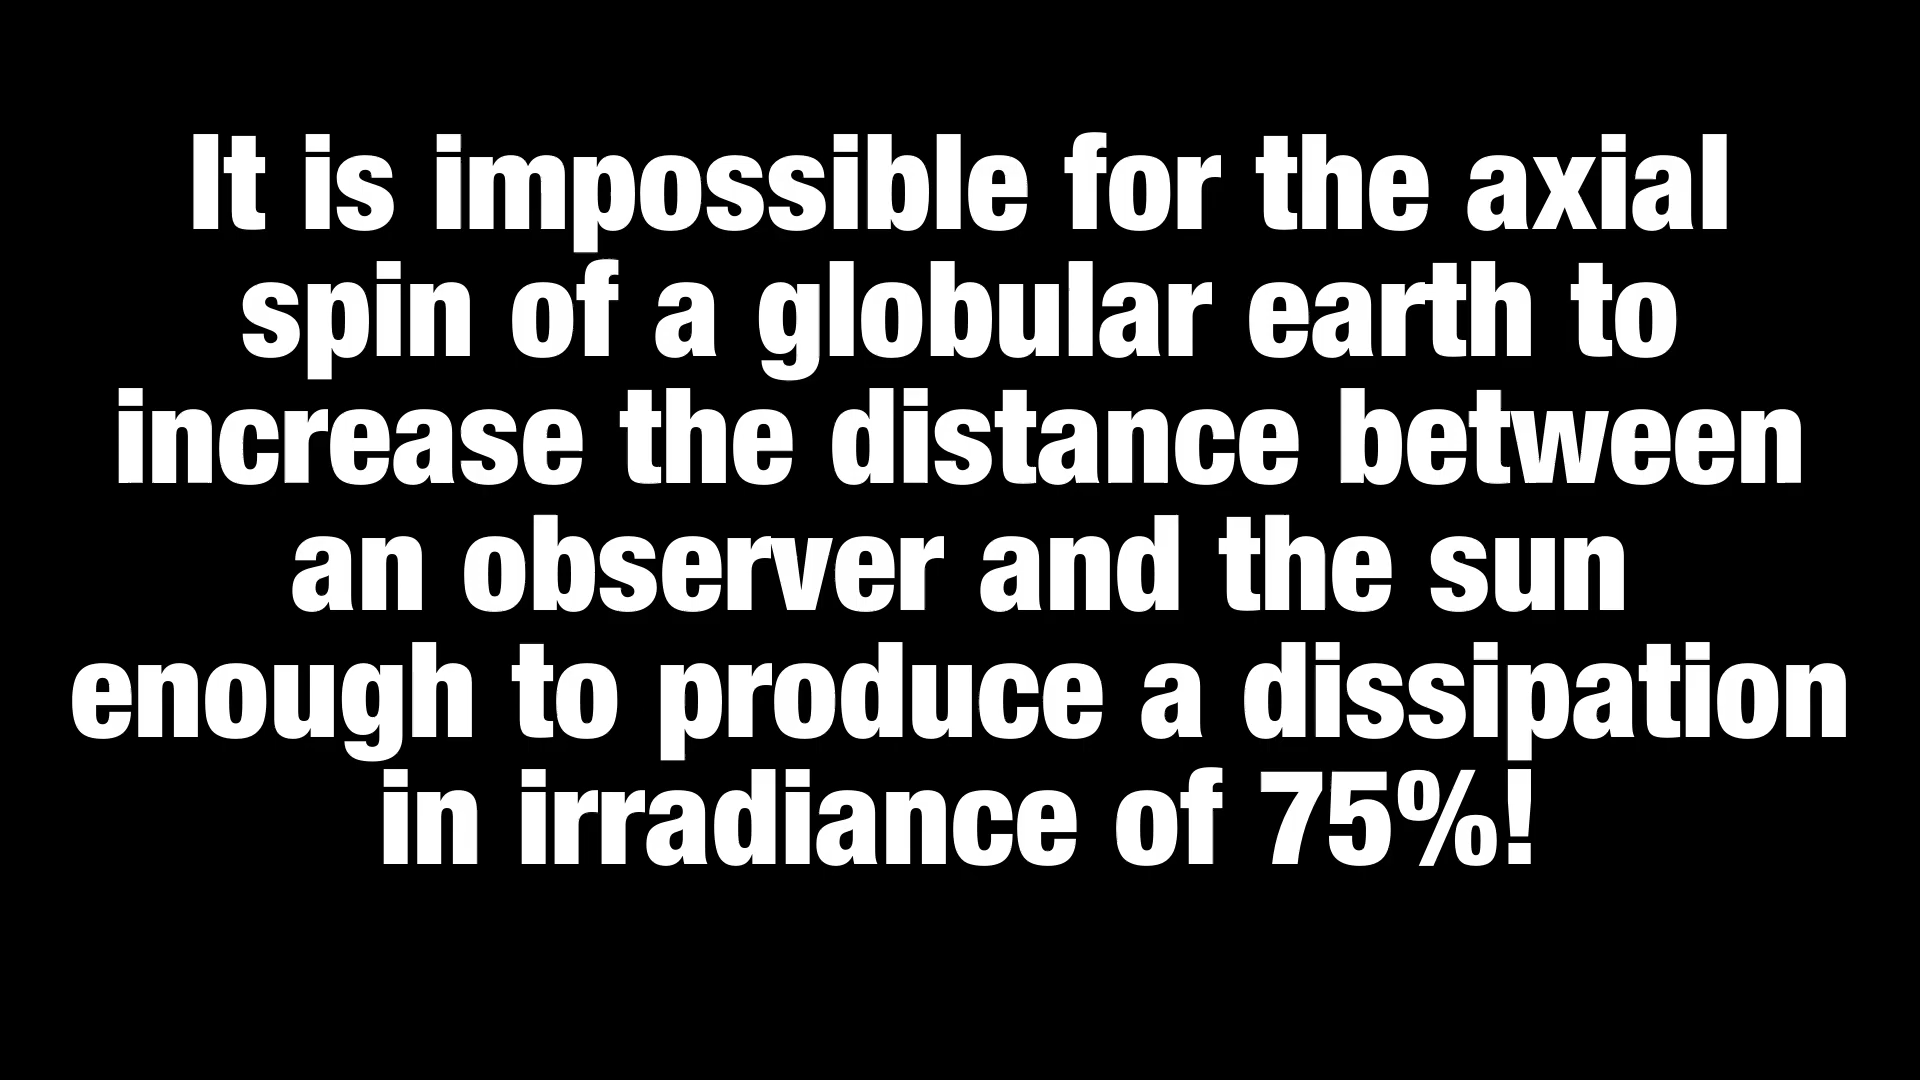 It is impossible for the axial
spin of a globular earth to
increase the distance between
an observer and the sun
enough to produce a dissipation
in irradiance of 75%!